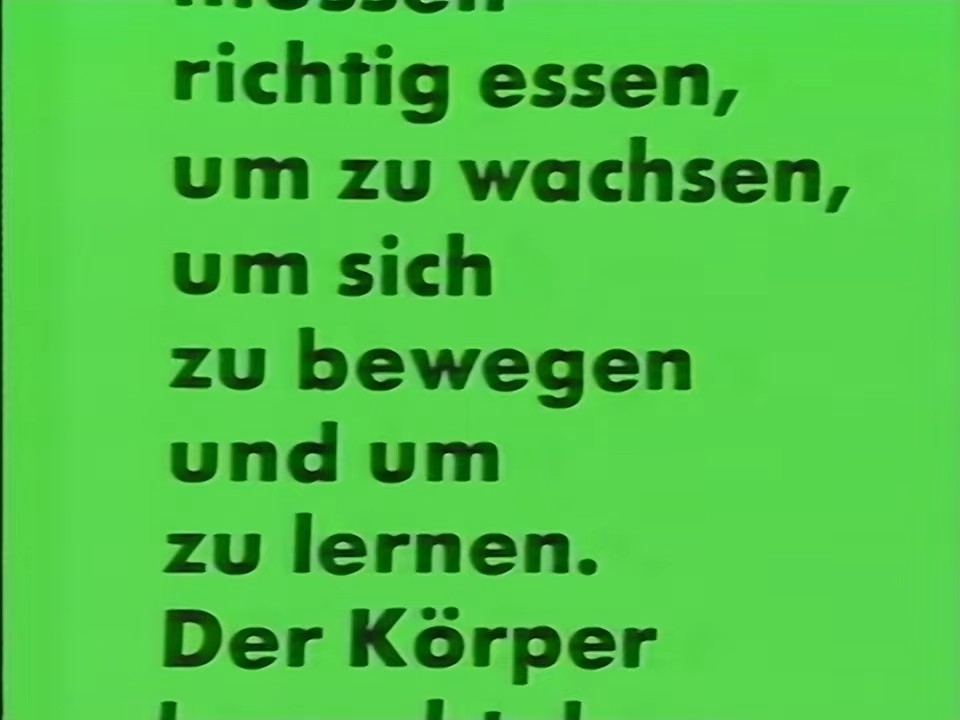 richtig essen,
um zu wachsen,
um sich
zu bewegen
und um
zu lernen.
Der Körper